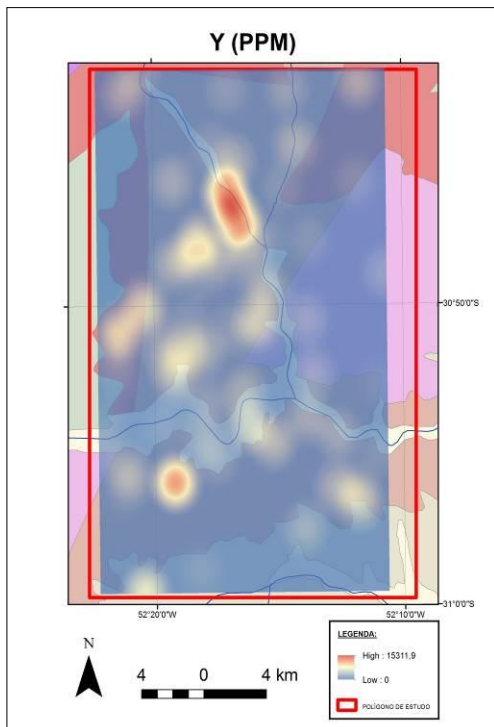 Y (PPM)
30°50'0"S
31°0'0"S
52°20'0"W
52°10'0"W
N
4 0 4 km
LEGENDA:
High : 15311,9
Low : 0
POLÍGONO DE ESTUDO